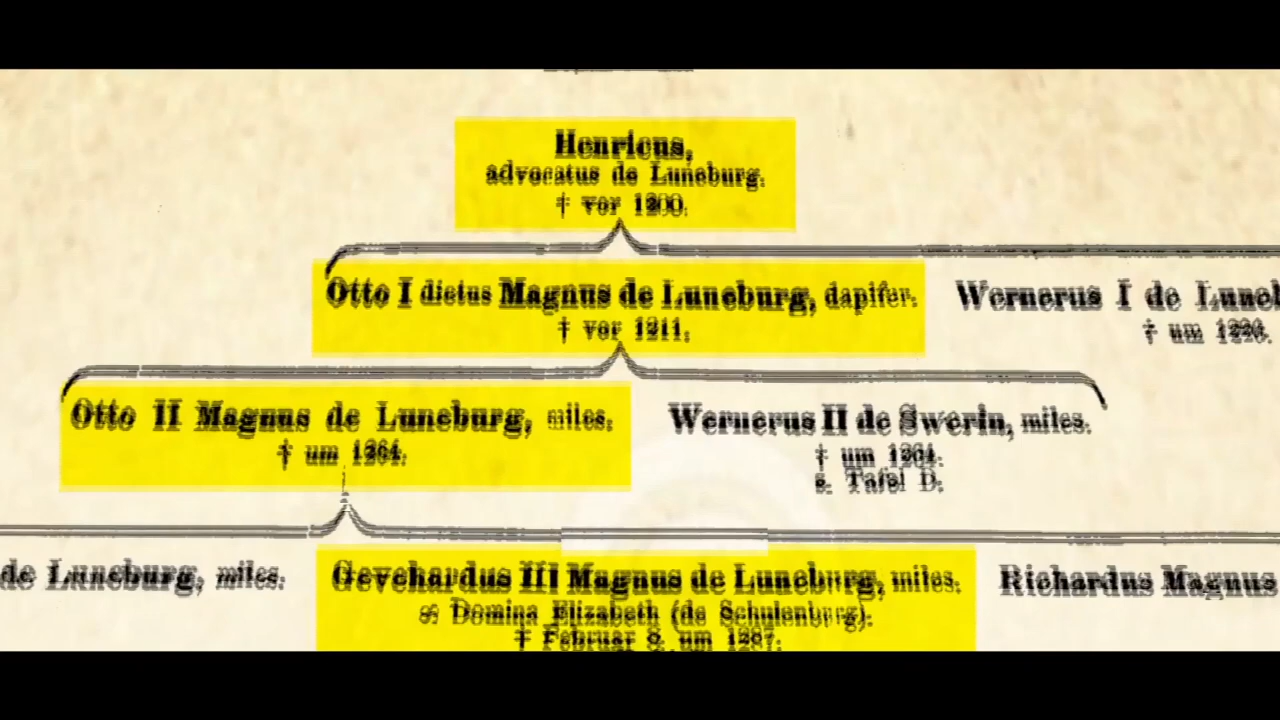 Henricus,
advocatus de Luneburg.
† vor 1200.
Otto I dictus Magnus de Luneburg, dapifer.
† vor 1211.
Wernerus I de Luneb
† um
Otto II Magnus de Luneburg, miles.
† um 1264.
Wernerus II de Swerin, miles.
† um 1264.
s. Tafel D.
de Luneburg, miles.
Gevehardus III Magnus de Luneburg, miles.
∞ Domina Elizabeth (de Schulenburg).
† Februar 8. um 1287.
Richardus Magnus